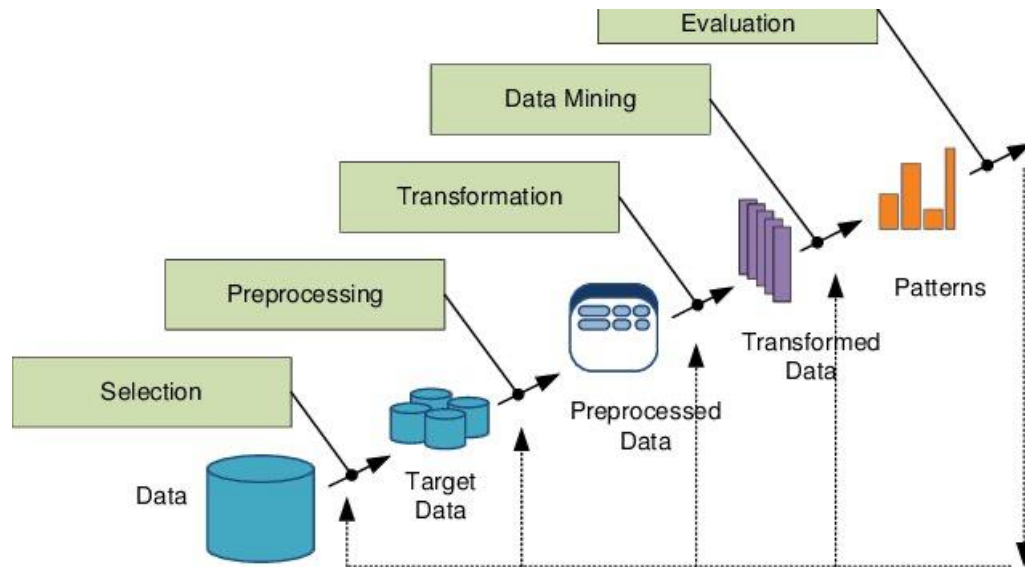 Evaluation
Data Mining
Transformation
Preprocessing
Selection
Data
Target
Data
Preprocessed
Data
Transformed
Data
Patterns